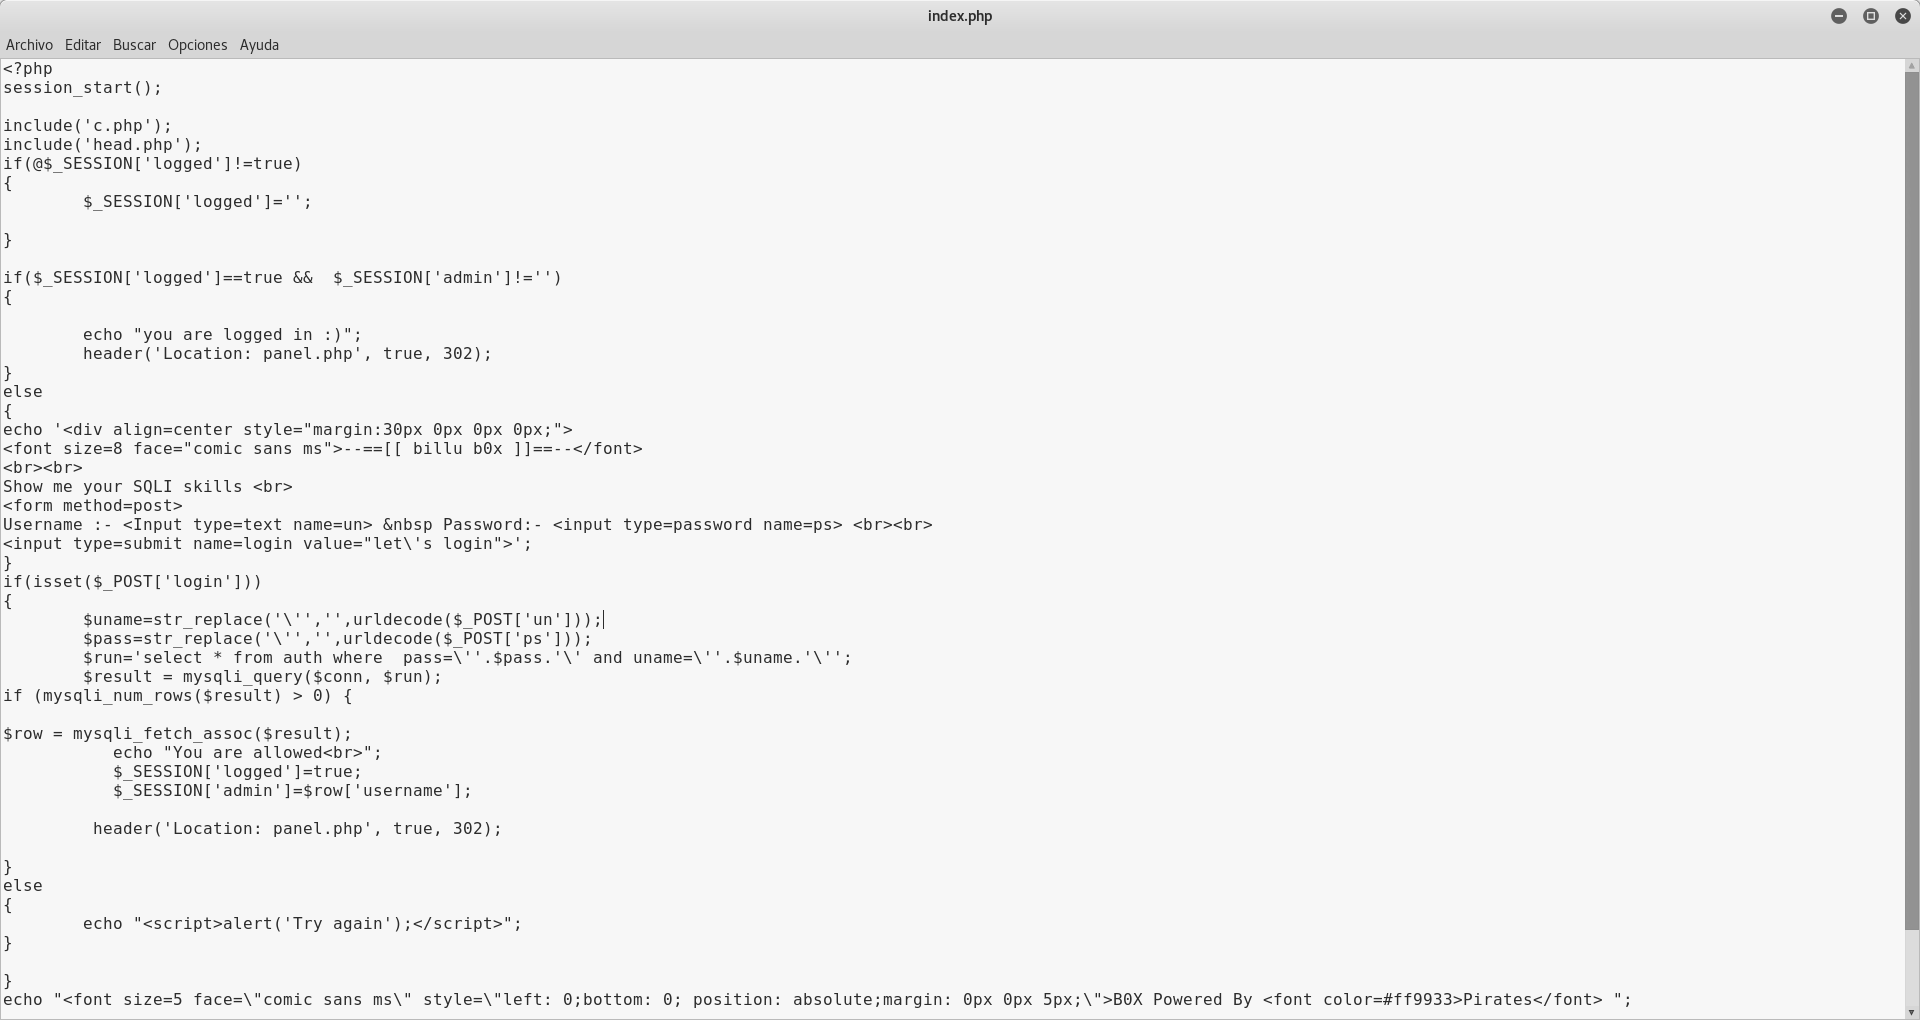 index.php
Archivo Editar Buscar Opciones Ayuda
<?php
session_start();
include('c.php');
include('head.php');
if(@$_SESSION['logged']!=true)
{
        $_SESSION['logged']='';
}
if($_SESSION['logged']==true &&  $_SESSION['admin']!='')
{
        echo "you are logged in :)";
        header('Location: panel.php', true, 302);
}
else
{
echo '<div align=center style="margin:30px 0px 0px 0px;">
<font size=8 face="comic sans ms">--==[[ billu b0x ]]==--</font>
<br><br>
Show me your SQLI skills <br>
<form method=post>
Username :- <Input type=text name=un> &nbsp Password:- <input type=password name=ps> <br><br>
<input type=submit name=login value="let\'s login">';
}
if(isset($_POST['login']))
{
        $uname=str_replace('\'','',urldecode($_POST['un']));
        $pass=str_replace('\'','',urldecode($_POST['ps']));
        $run='select * from auth where  pass=\''.$pass.'\' and uname=\''.$uname.'\'';
        $result = mysqli_query($conn, $run);
if (mysqli_num_rows($result) > 0) {
$row = mysqli_fetch_assoc($result);
           echo "You are allowed<br>";
           $_SESSION['logged']=true;
           $_SESSION['admin']=$row['username'];
         header('Location: panel.php', true, 302);
}
else
{
        echo "<script>alert('Try again');</script>";
}
}
echo "<font size=5 face=\"comic sans ms\" style=\"left: 0;bottom: 0; position: absolute;margin: 0px 0px 5px;\">B0X Powered By <font color=#ff9933>Pirates</font> ";